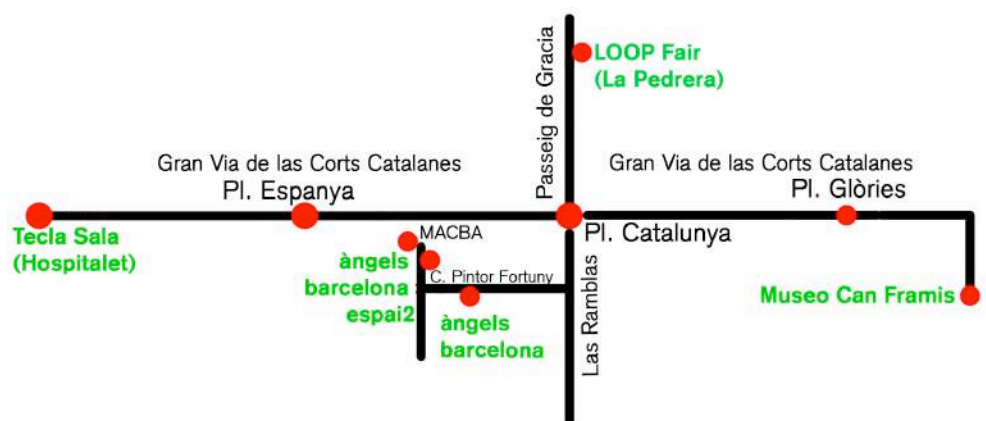 Passeig de Gracia
LOOP Fair
(La Pedrera)
Gran Via de las Corts Catalanes
Pl. Espanya
Gran Via de las Corts Catalanes
Pl. Glòries
Tecla Sala
(Hospitalet)
MACBA
Pl. Catalunya
àngels
barcelona
espai2
C. Pintor Fortuny
àngels
barcelona
Las Ramblas
Museo Can Framis